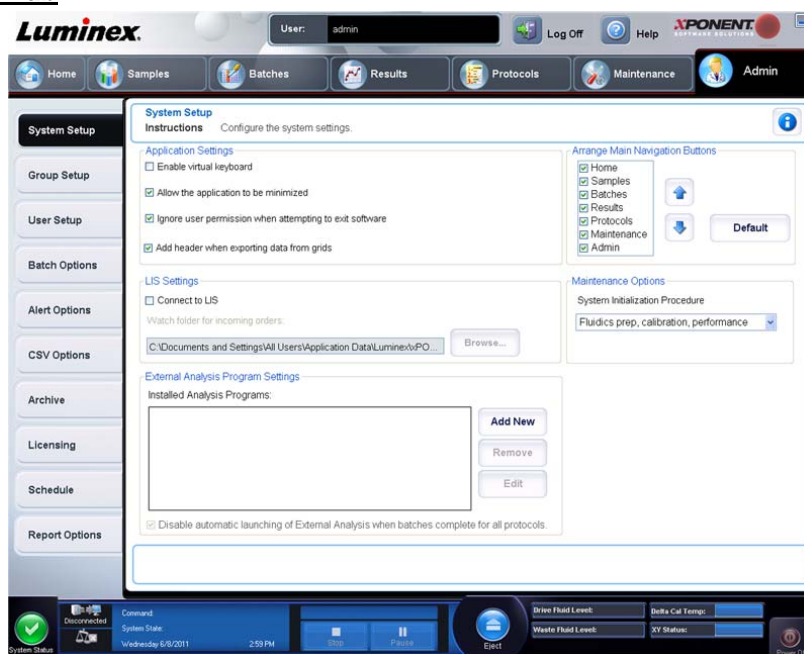 Luminex.
User: admin
Log Off
Help
XPONENT
SOFTWARE SOLUTIONS
Home
Samples
Batches
Results
Protocols
Maintenance
Admin
System Setup
Group Setup
User Setup
Batch Options
Alert Options
CSV Options
Archive
Licensing
Schedule
Report Options
System Setup
Instructions Configure the system settings.
Application Settings
Enable virtual keyboard
Allow the application to be minimized
Ignore user permission when attempting to exit software
Add header when exporting data from grids
Arrange Main Navigation Buttons
Home
Samples
Batches
Results
Protocols
Maintenance
Admin
Default
LIS Settings
Connect to LIS
Watch folder for incoming orders:
C:\Documents and Settings\All Users\Application Data\Luminex\xPO...
Browse...
Maintenance Options
System Initialization Procedure
Fluidics prep, calibration, performance
External Analysis Program Settings
Installed Analysis Programs:
Add New
Remove
Edit
Disable automatic launching of External Analysis when batches complete for all protocols.
System Status
Disconnected
Command:
System State:
Wednesday 6/8/2011 2:59 PM
Stop
Pause
Eject
Drive Fluid Level:
Waste Fluid Level:
Delta Cal Temp:
XY Status: